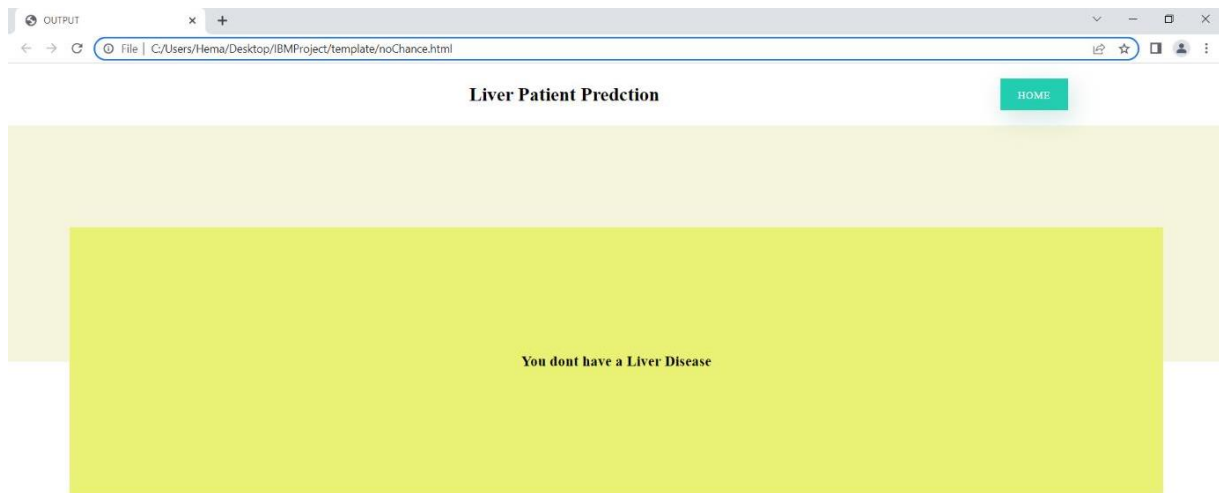 OUTPUT
File | C:/Users/Hema/Desktop/IBMProject/template/noChance.html
Liver Patient Predction
HOME
You dont have a Liver Disease